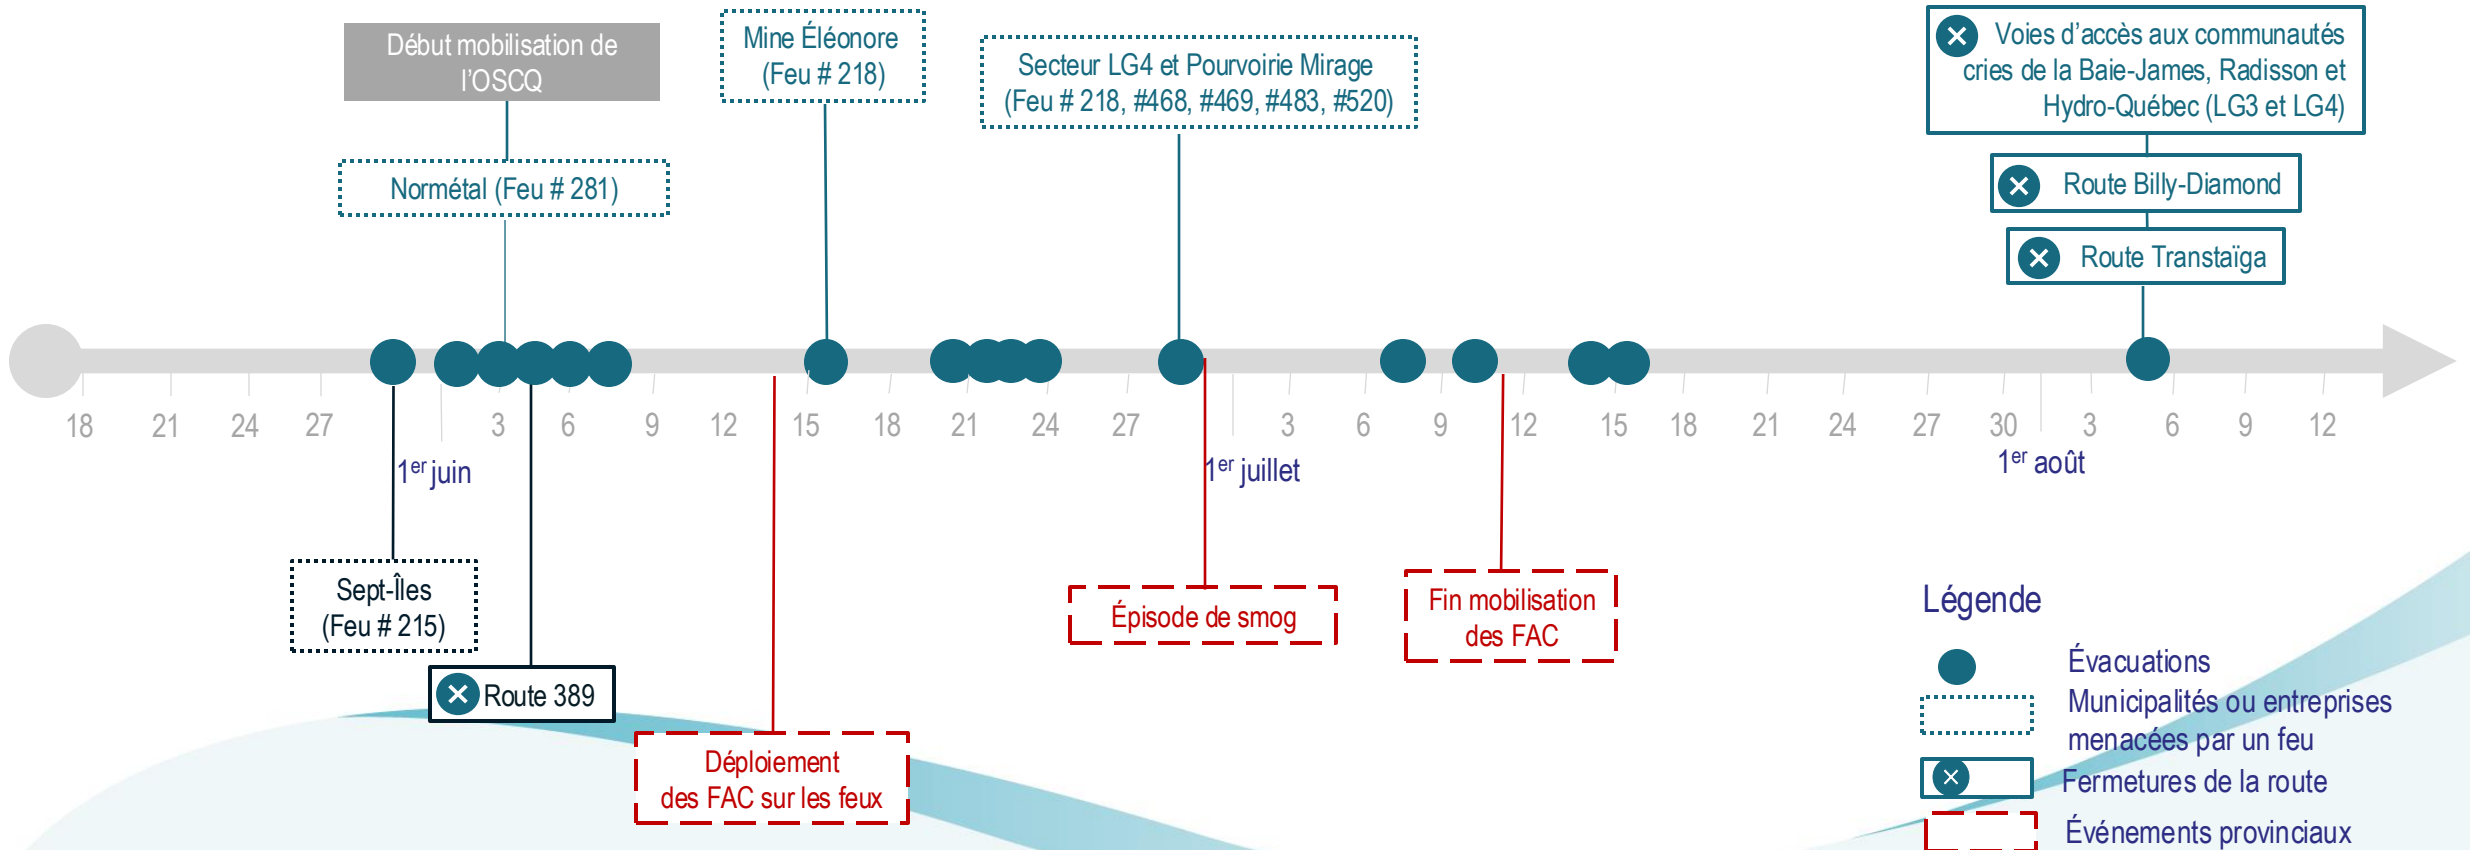 Début mobilisation de
l'OSCQ
Normétal (Feu # 281)
Mine Éléonore
(Feu # 218)
Secteur LG4 et Pourvoirie Mirage
(Feu # 218, #468, #469, #483, #520)
Voies d'accès aux communautés
cries de la Baie-James, Radisson et
Hydro-Québec (LG3 et LG4)
Route Billy-Diamond
Route Transtaïga
18 21 24 27 3 6 9 12 15 18 21 24 27 3 6 9 12 15 18 21 24 27 30 3 6 9 12
1er juin
1er juillet
1er août
Sept-Îles
(Feu # 215)
Route 389
Déploiement
des FAC sur les feux
Épisode de smog
Fin mobilisation
des FAC
Légende
Évacuations
Municipalités ou entreprises
menacées par un feu
Fermetures de la route
Événements provinciaux